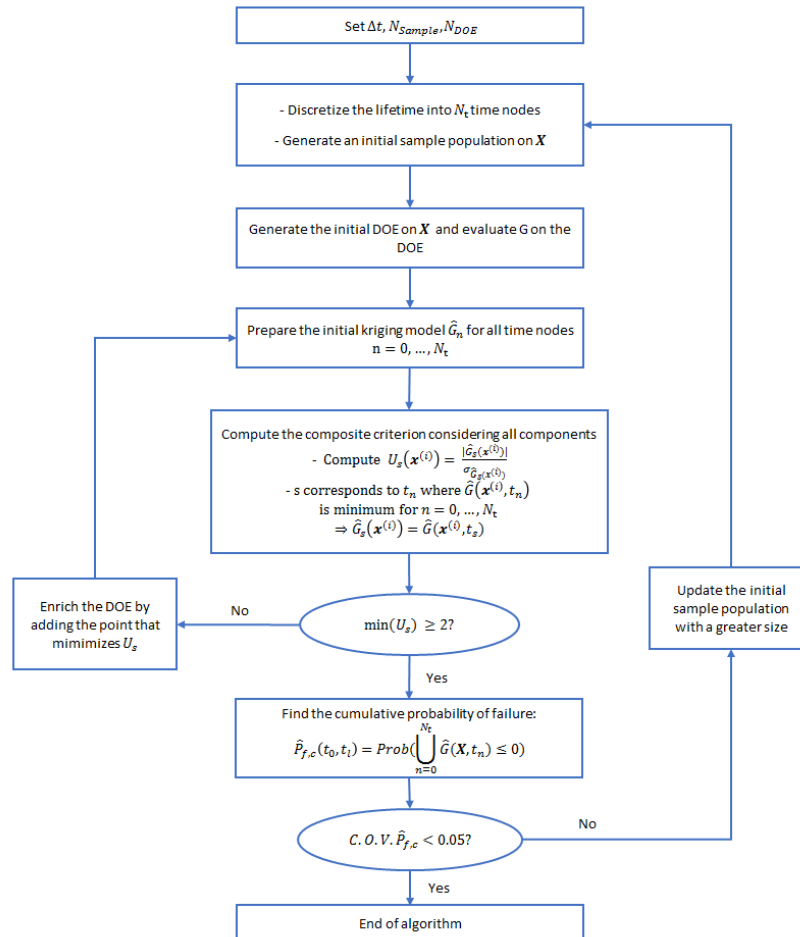 Set Δt, N_Sample, N_DOE
- Discretize the lifetime into N_t time nodes
- Generate an initial sample population on X
Generate the initial DOE on X and evaluate G on the
DOE
Prepare the initial kriging model Ĝ_n for all time nodes
n = 0, ..., N_t
Compute the composite criterion considering all components
- Compute U_s(x^(i)) = |Ĝ_s(x^(i))| / σ_Ĝ_s(x^(i))
- s corresponds to t_n where Ĝ(x^(i), t_n)
is minimum for n = 0, ..., N_t
⇒ Ĝ_s(x^(i)) = Ĝ(x^(i), t_s)
Enrich the DOE by
adding the point that
mimimizes U_s
No
min(U_s) ≥ 2?
Update the initial
sample population
with a greater size
Yes
Find the cumulative probability of failure:
P̂_f,c(t_0, t_l) = Prob(⋃_{n=0}^{N_t} Ĝ(X, t_n) ≤ 0)
C. O. V. P̂_f,c < 0.05?
No
Yes
End of algorithm